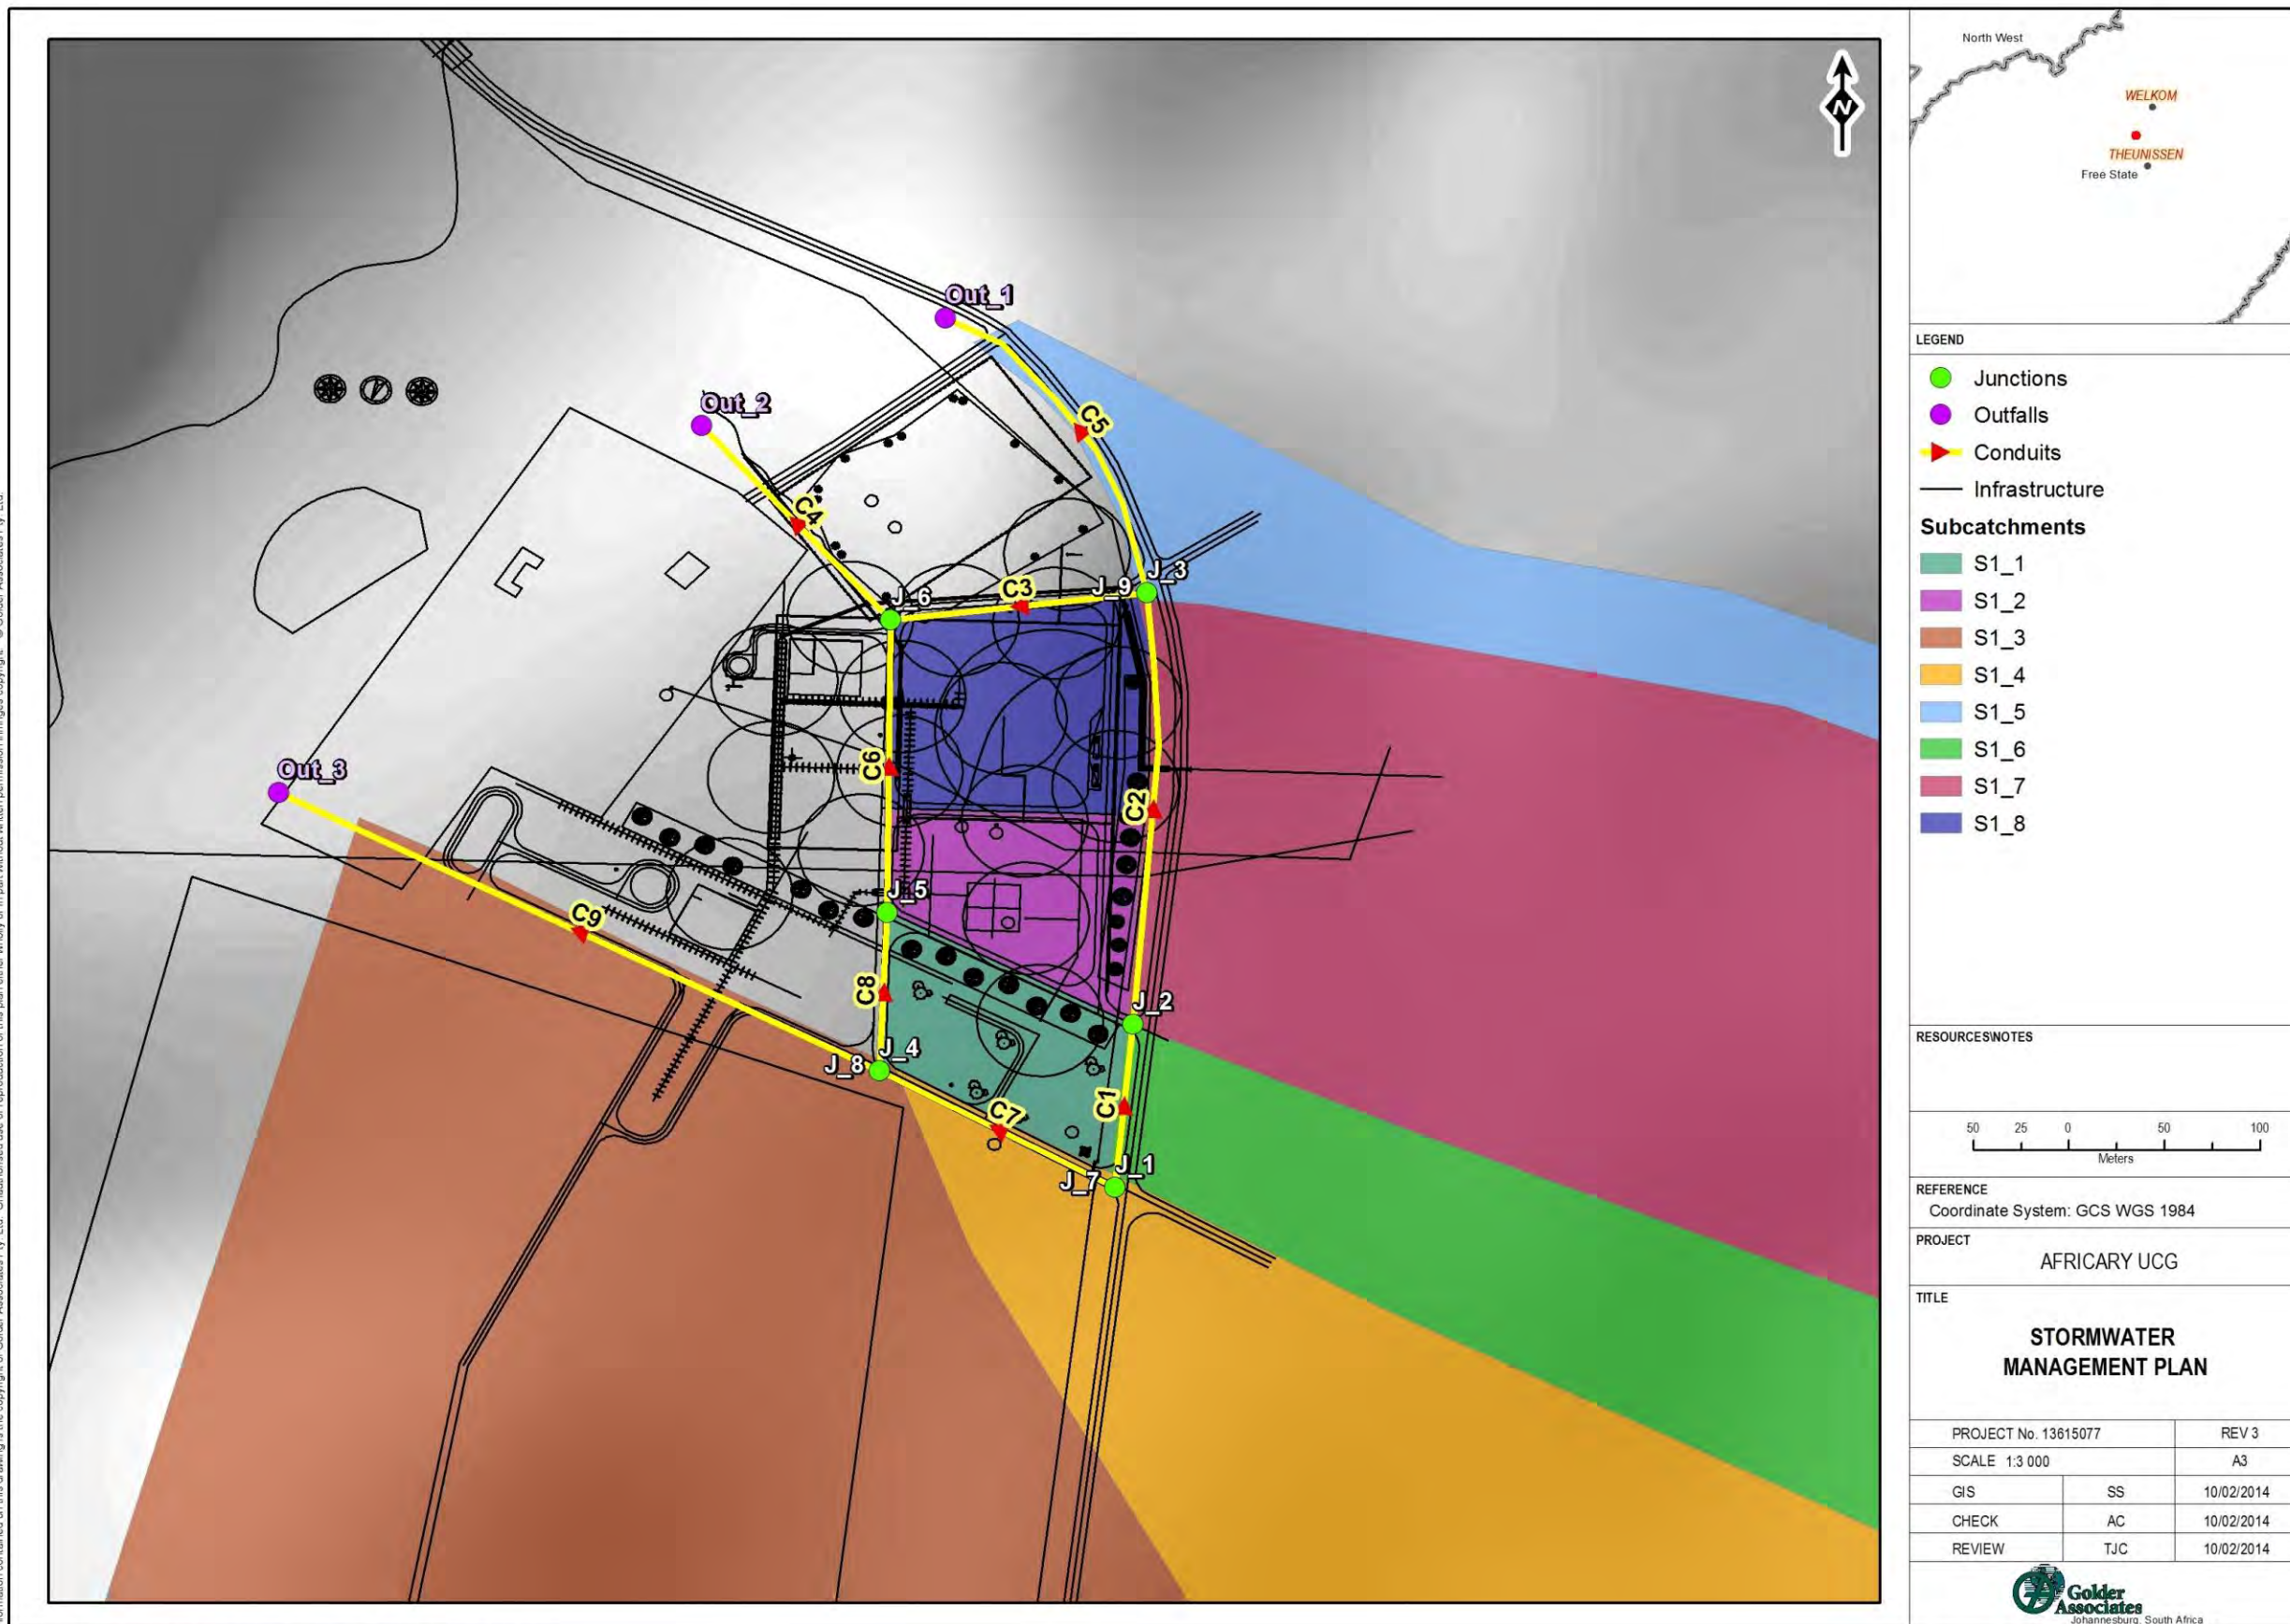 Out_1
Out_2
C5
C4
J_3
J_9
C3
J_6
Out_3
C6
C2
J_5
C9
C8
J_2
J_4
J_8
C7
C1
J_1
J_7
N
North West
WELKOM
THEUNISSEN
Free State
LEGEND
Junctions
Outfalls
Conduits
Infrastructure
Subcatchments
S1_1
S1_2
S1_3
S1_4
S1_5
S1_6
S1_7
S1_8
RESOURCES\NOTES
50 25 0 50 100
Meters
REFERENCE
Coordinate System: GCS WGS 1984
PROJECT
AFRICARY UCG
TITLE
STORMWATER
MANAGEMENT PLAN
PROJECT No. 13615077 REV 3
SCALE 1:3 000 A3
GIS SS 10/02/2014
CHECK AC 10/02/2014
REVIEW TJC 10/02/2014
Golder
Associates
Johannesburg, South Africa